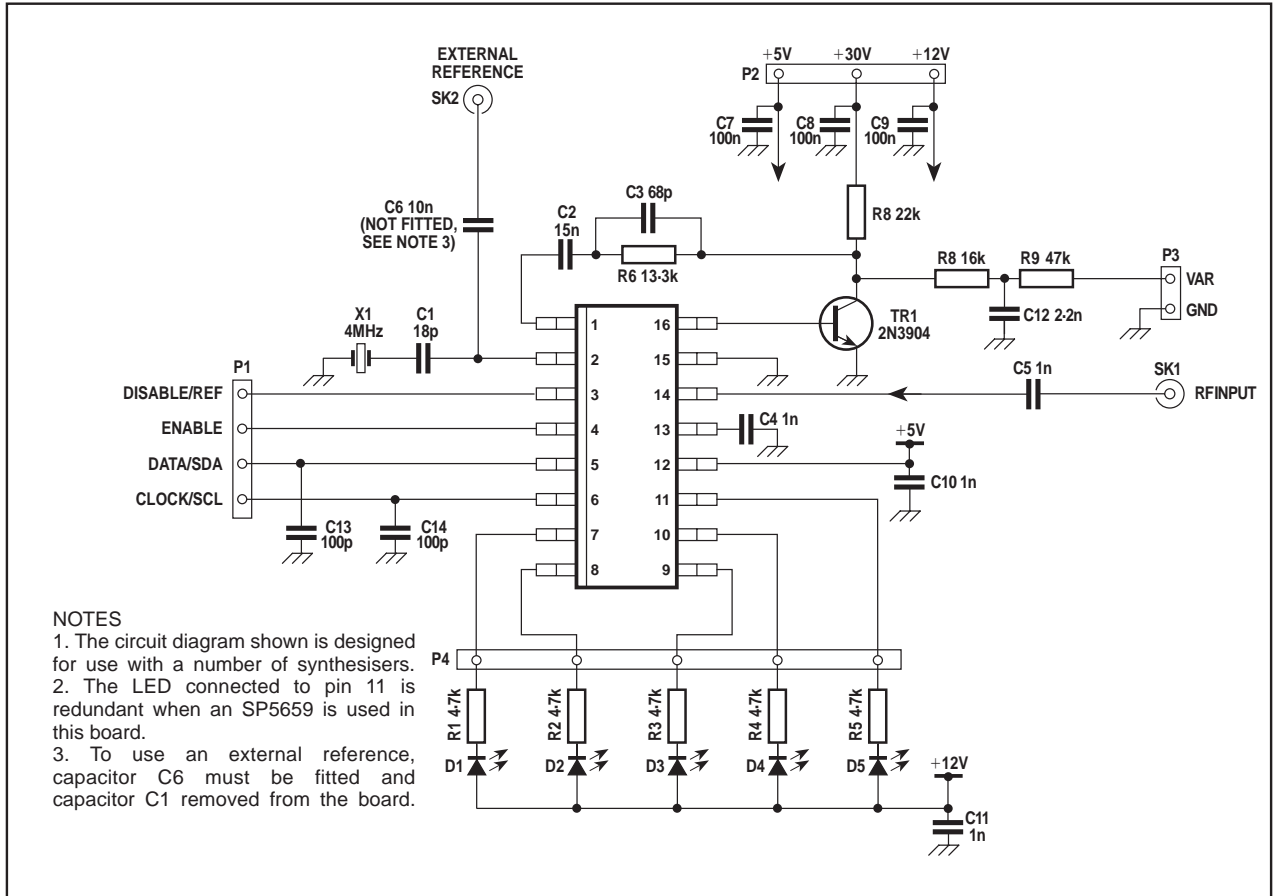 EXTERNAL
REFERENCE
SK2
+5V
+30V
+12V
P2
C7
100n
C8
100n
C9
100n
C6 10n
(NOT FITTED,
SEE NOTE 3)
C2
15n
C3 68p
R6 13·3k
R8 22k
R8 16k
R9 47k
P3
VAR
GND
C12 2·2n
TR1
2N3904
X1
4MHz
C1
18p
P1
DISABLE/REF
ENABLE
DATA/SDA
CLOCK/SCL
C13
100p
C14
100p
1
2
3
4
5
6
7
8
16
15
14
13
12
11
10
9
C5 1n
SK1
RF INPUT
C4 1n
+5V
C10 1n
P4
R1 4·7k
R2 4·7k
R3 4·7k
R4 4·7k
R5 4·7k
D1
D2
D3
D4
D5
+12V
C11
1n
NOTES
1. The circuit diagram shown is designed
for use with a number of synthesisers.
2. The LED connected to pin 11 is
redundant when an SP5659 is used in
this board.
3. To use an external reference,
capacitor C6 must be fitted and
capacitor C1 removed from the board.